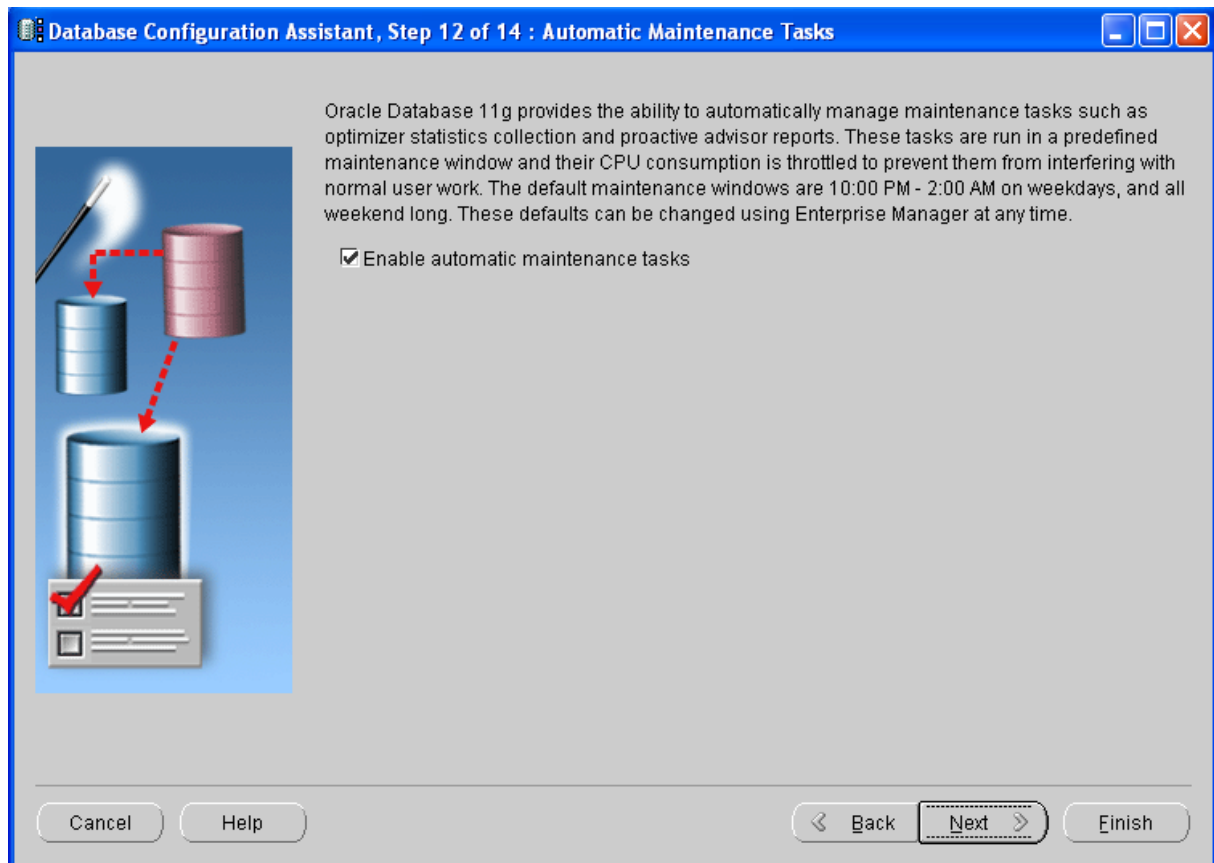 Database Configuration Assistant, Step 12 of 14 : Automatic Maintenance Tasks
Oracle Database 11g provides the ability to automatically manage maintenance tasks such as
optimizer statistics collection and proactive advisor reports. These tasks are run in a predefined
maintenance window and their CPU consumption is throttled to prevent them from interfering with
normal user work. The default maintenance windows are 10:00 PM - 2:00 AM on weekdays, and all
weekend long. These defaults can be changed using Enterprise Manager at any time.
Enable automatic maintenance tasks
Cancel
Help
Back
Next
Finish